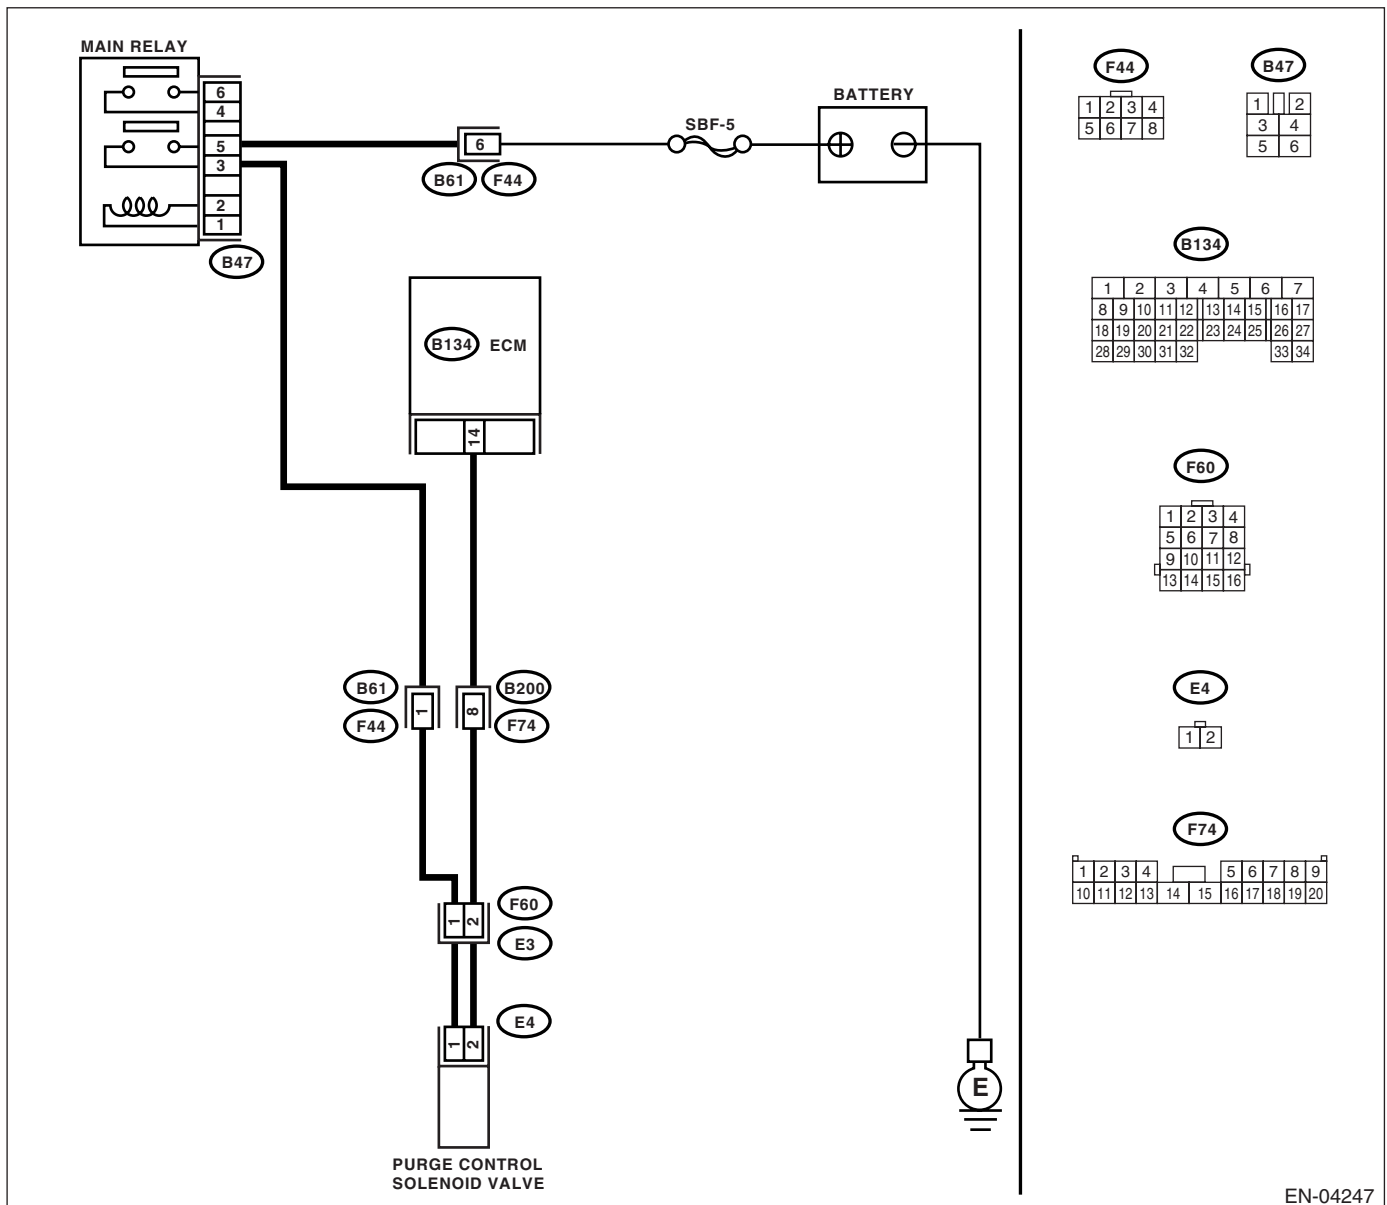 MAIN RELAY
6
4
5
3
2
1
B47
6
B61 F44
SBF-5
BATTERY
B134 ECM
14
B61
F44
1
8
B200
F74
1 2
F60
E3
1 2
E4
PURGE CONTROL
SOLENOID VALVE
E
F44
1 2 3 4
5 6 7 8
B47
1 2
3 4
5 6
B134
1 2 3 4 5 6 7
8 9 10 11 12 13 14 15 16 17
18 19 20 21 22 23 24 25 26 27
28 29 30 31 32 33 34
F60
1 2 3 4
5 6 7 8
9 10 11 12
13 14 15 16
E4
1 2
F74
1 2 3 4 5 6 7 8 9
10 11 12 13 14 15 16 17 18 19 20
EN-04247